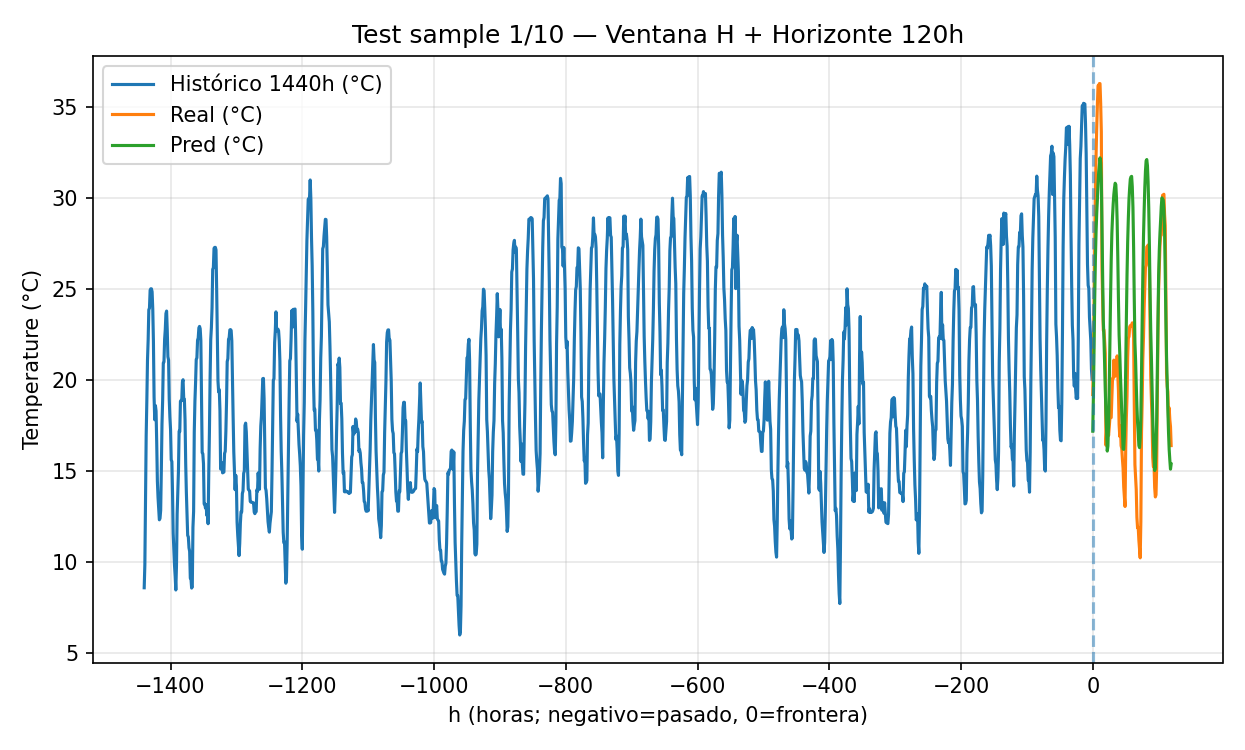 Test sample 1/10 — Ventana H + Horizonte 120h
Histórico 1440h (°C)
Real (°C)
Pred (°C)
Temperature (°C)
35
30
25
20
15
10
5
−1400
−1200
−1000
−800
−600
−400
−200
0
h (horas; negativo=pasado, 0=frontera)